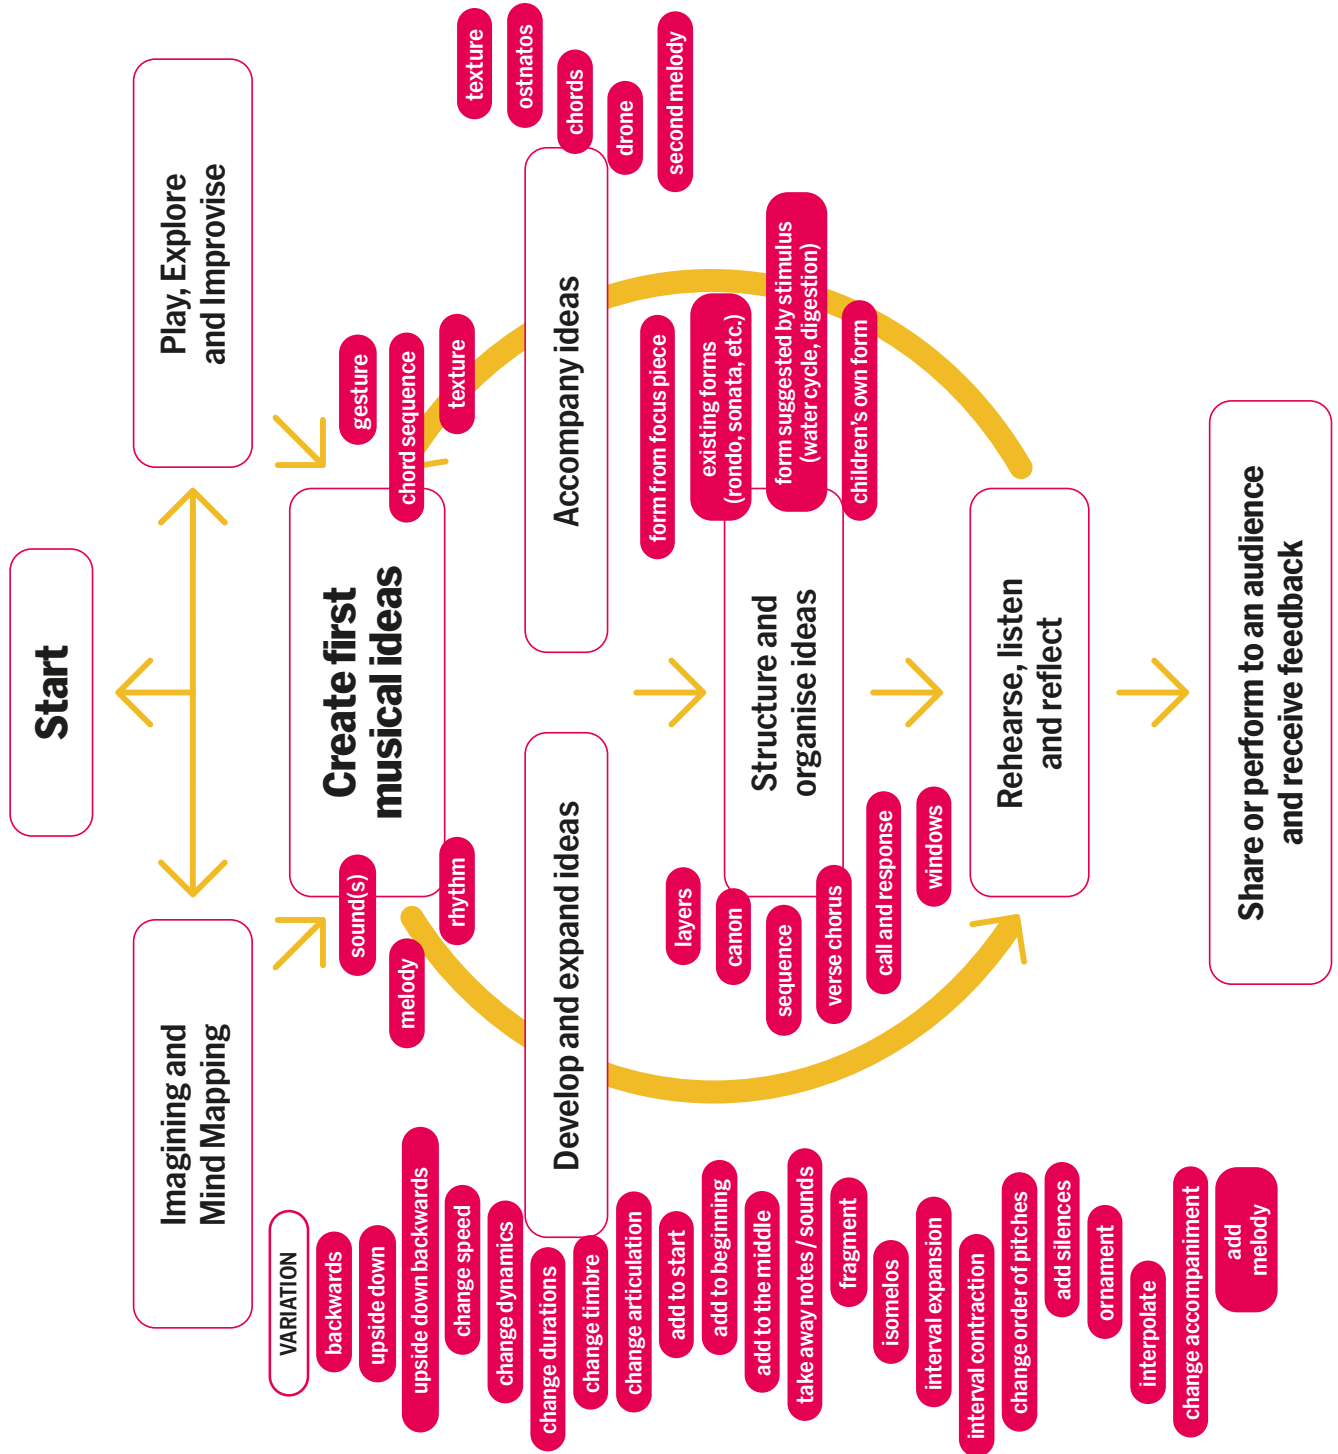 Start
Imagining and
Mind Mapping
Play, Explore
and Improvise
Create first
musical ideas
sound(s)
melody
rhythm
gesture
chord sequence
texture
Develop and expand ideas
Accompany ideas
texture
ostnatos
chords
drone
second melody
VARIATION
backwards
upside down
upside down backwards
change speed
change dynamics
change durations
change timbre
change articulation
add to start
add to beginning
add to the middle
take away notes / sounds
fragment
isomelos
interval expansion
interval contraction
change order of pitches
add silences
ornament
interpolate
change accompaniment
add
melody
Structure and
organise ideas
layers
canon
sequence
verse chorus
call and response
windows
form from focus piece
existing forms
(rondo, sonata, etc.)
form suggested by stimulus
(water cycle, digestion)
children's own form
Rehearse, listen
and reflect
Share or perform to an audience
and receive feedback